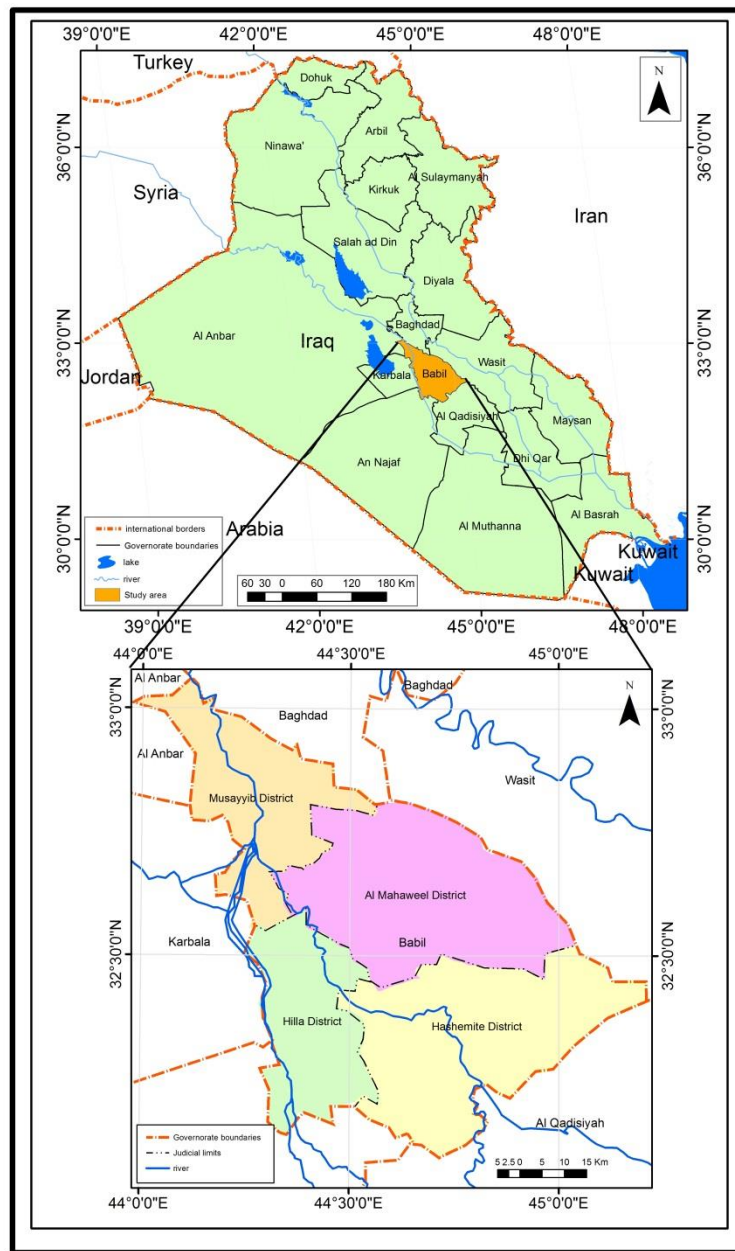 39°0'0"E 42°0'0"E 45°0'0"E 48°0'0"E
Turkey
N
Dohuk
Arbil
Ninawa'
36°0'0"N
36°0'0"N
Al Sulaymanyah
Kirkuk
Syria
Iran
Salah ad Din
Diyala
Baghdad
33°0'0"N
33°0'0"N
Al Anbar
Iraq
Wasit
Babil
Karbala
Jordan
Al Qadisiyah
Maysan
An Najaf
Dhi Qar
Al Basrah
Al Muthanna
Arabia
30°0'0"N
30°0'0"N
Kuwait
Kuwait
international borders
Governorate boundaries
lake
river
Study area
60 30 0 60 120 180 Km
39°0'0"E 42°0'0"E 45°0'0"E 48°0'0"E
44°0'0"E 44°30'0"E 45°0'0"E
Al Anbar
Baghdad
N
33°0'0"N
33°0'0"N
Baghdad
Al Anbar
Wasit
Musayyib District
Al Mahaweel District
Karbala
Babil
32°30'0"N
32°30'0"N
Hilla District
Hashemite District
Al Qadisiyah
Governorate boundaries
Judicial limits
river
5 2.5 0 5 10 15 Km
44°0'0"E 44°30'0"E 45°0'0"E